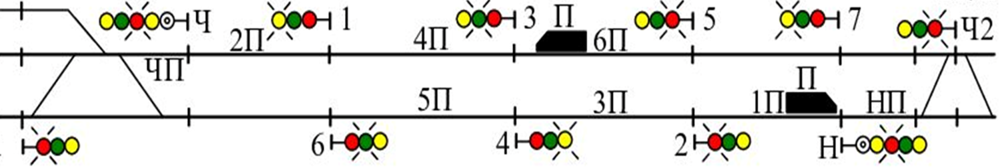 Ч 1 3 П 5 7 Ч2
2П 4П 6П
ЧП
5П 3П 1П П НП
6 4 2 Н